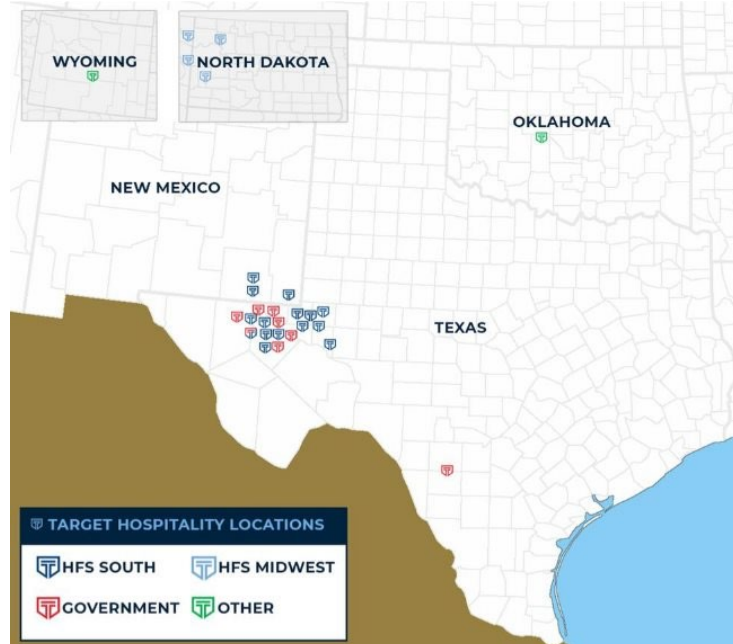 WYOMING
NORTH DAKOTA
OKLAHOMA
NEW MEXICO
TEXAS
TARGET HOSPITALITY LOCATIONS
HFS SOUTH
HFS MIDWEST
GOVERNMENT
OTHER